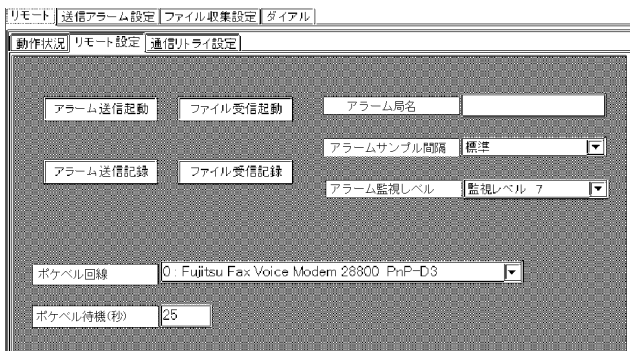 リモート 送信アラーム設定 ファイル収集設定 ダイアル
動作状況 リモート設定 通信リトライ設定
アラーム送信起動 ファイル受信起動 アラーム局名
アラームサンプル間隔 標準
アラーム送信記録 ファイル受信記録
アラーム監視レベル 監視レベル 7
ポケベル回線 0 : Fujitsu Fax Voice Modem 28800 PnP-D3
ポケベル待機(秒) 25